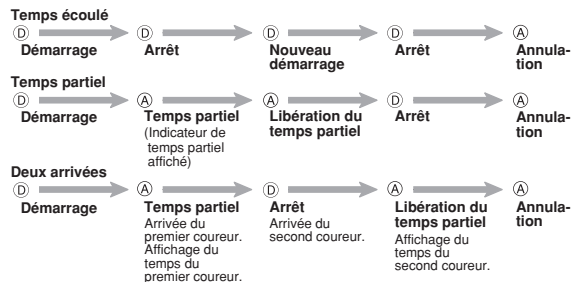 Temps écoulé
D D D D A
Démarrage Arrêt Nouveau démarrage Arrêt Annula-tion
Temps partiel
D A A D A
Démarrage Temps partiel (Indicateur de temps partiel affiché) Libération du temps partiel Arrêt Annula-tion
Deux arrivées
D A D A A
Démarrage Temps partiel Arrivée du premier coureur. Affichage du temps du premier coureur. Arrêt Arrivée du second coureur. Libération du temps partiel Affichage du temps du second coureur. Annula-tion